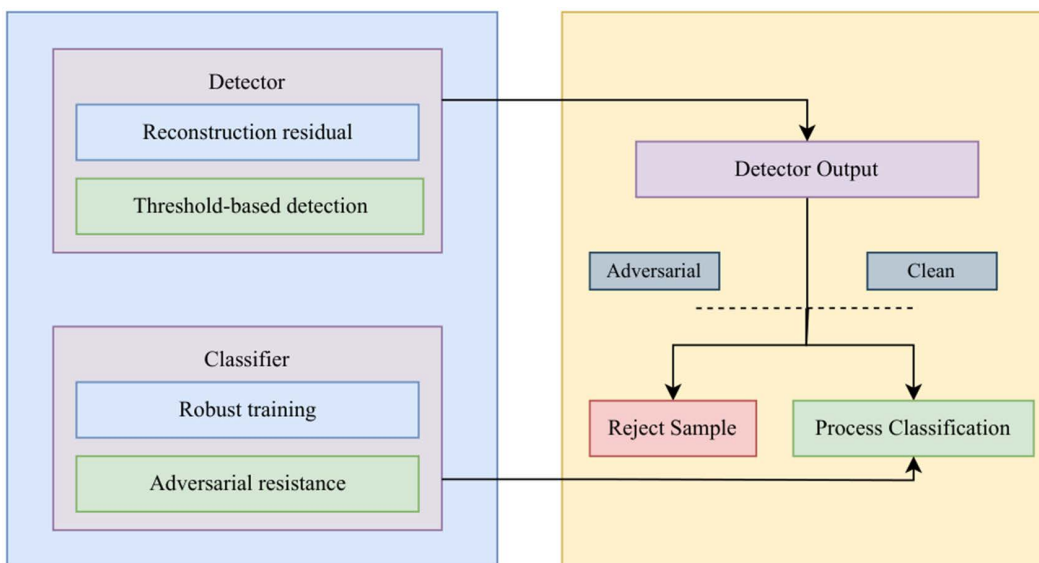 Detector
Reconstruction residual
Threshold-based detection
Classifier
Robust training
Adversarial resistance
Detector Output
Adversarial
Clean
Reject Sample
Process Classification